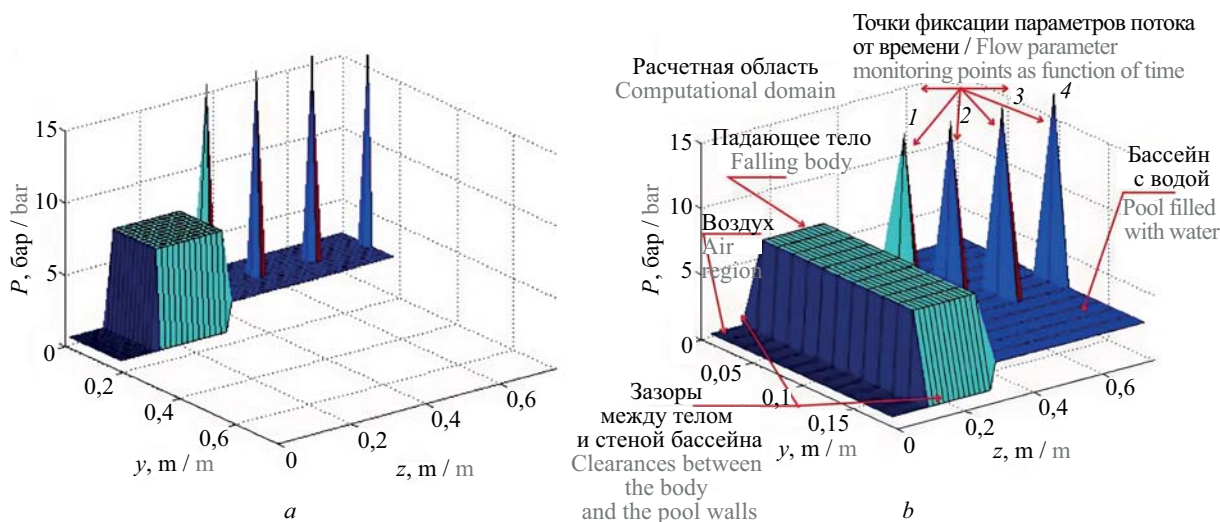 15
10
5
0
P, бар / bar
0,2
0,4
0,6
y, m / m
0
0,2
0,4
0,6
z, m / m
a
Точки фиксации параметров потока
от времени / Flow parameter
monitoring points as function of time
Расчетная область
Computational domain
1
2
3
4
Падающее тело
Falling body
Бассейн
с водой
Pool filled
with water
Воздух
Air
region
15
10
5
0
P, бар / bar
0,05
0,1
0,15
y, m / m
0
0,2
0,4
0,6
z, m / m
Зазоры
между телом
и стеной бассейна
Clearances between
the body
and the pool walls
b